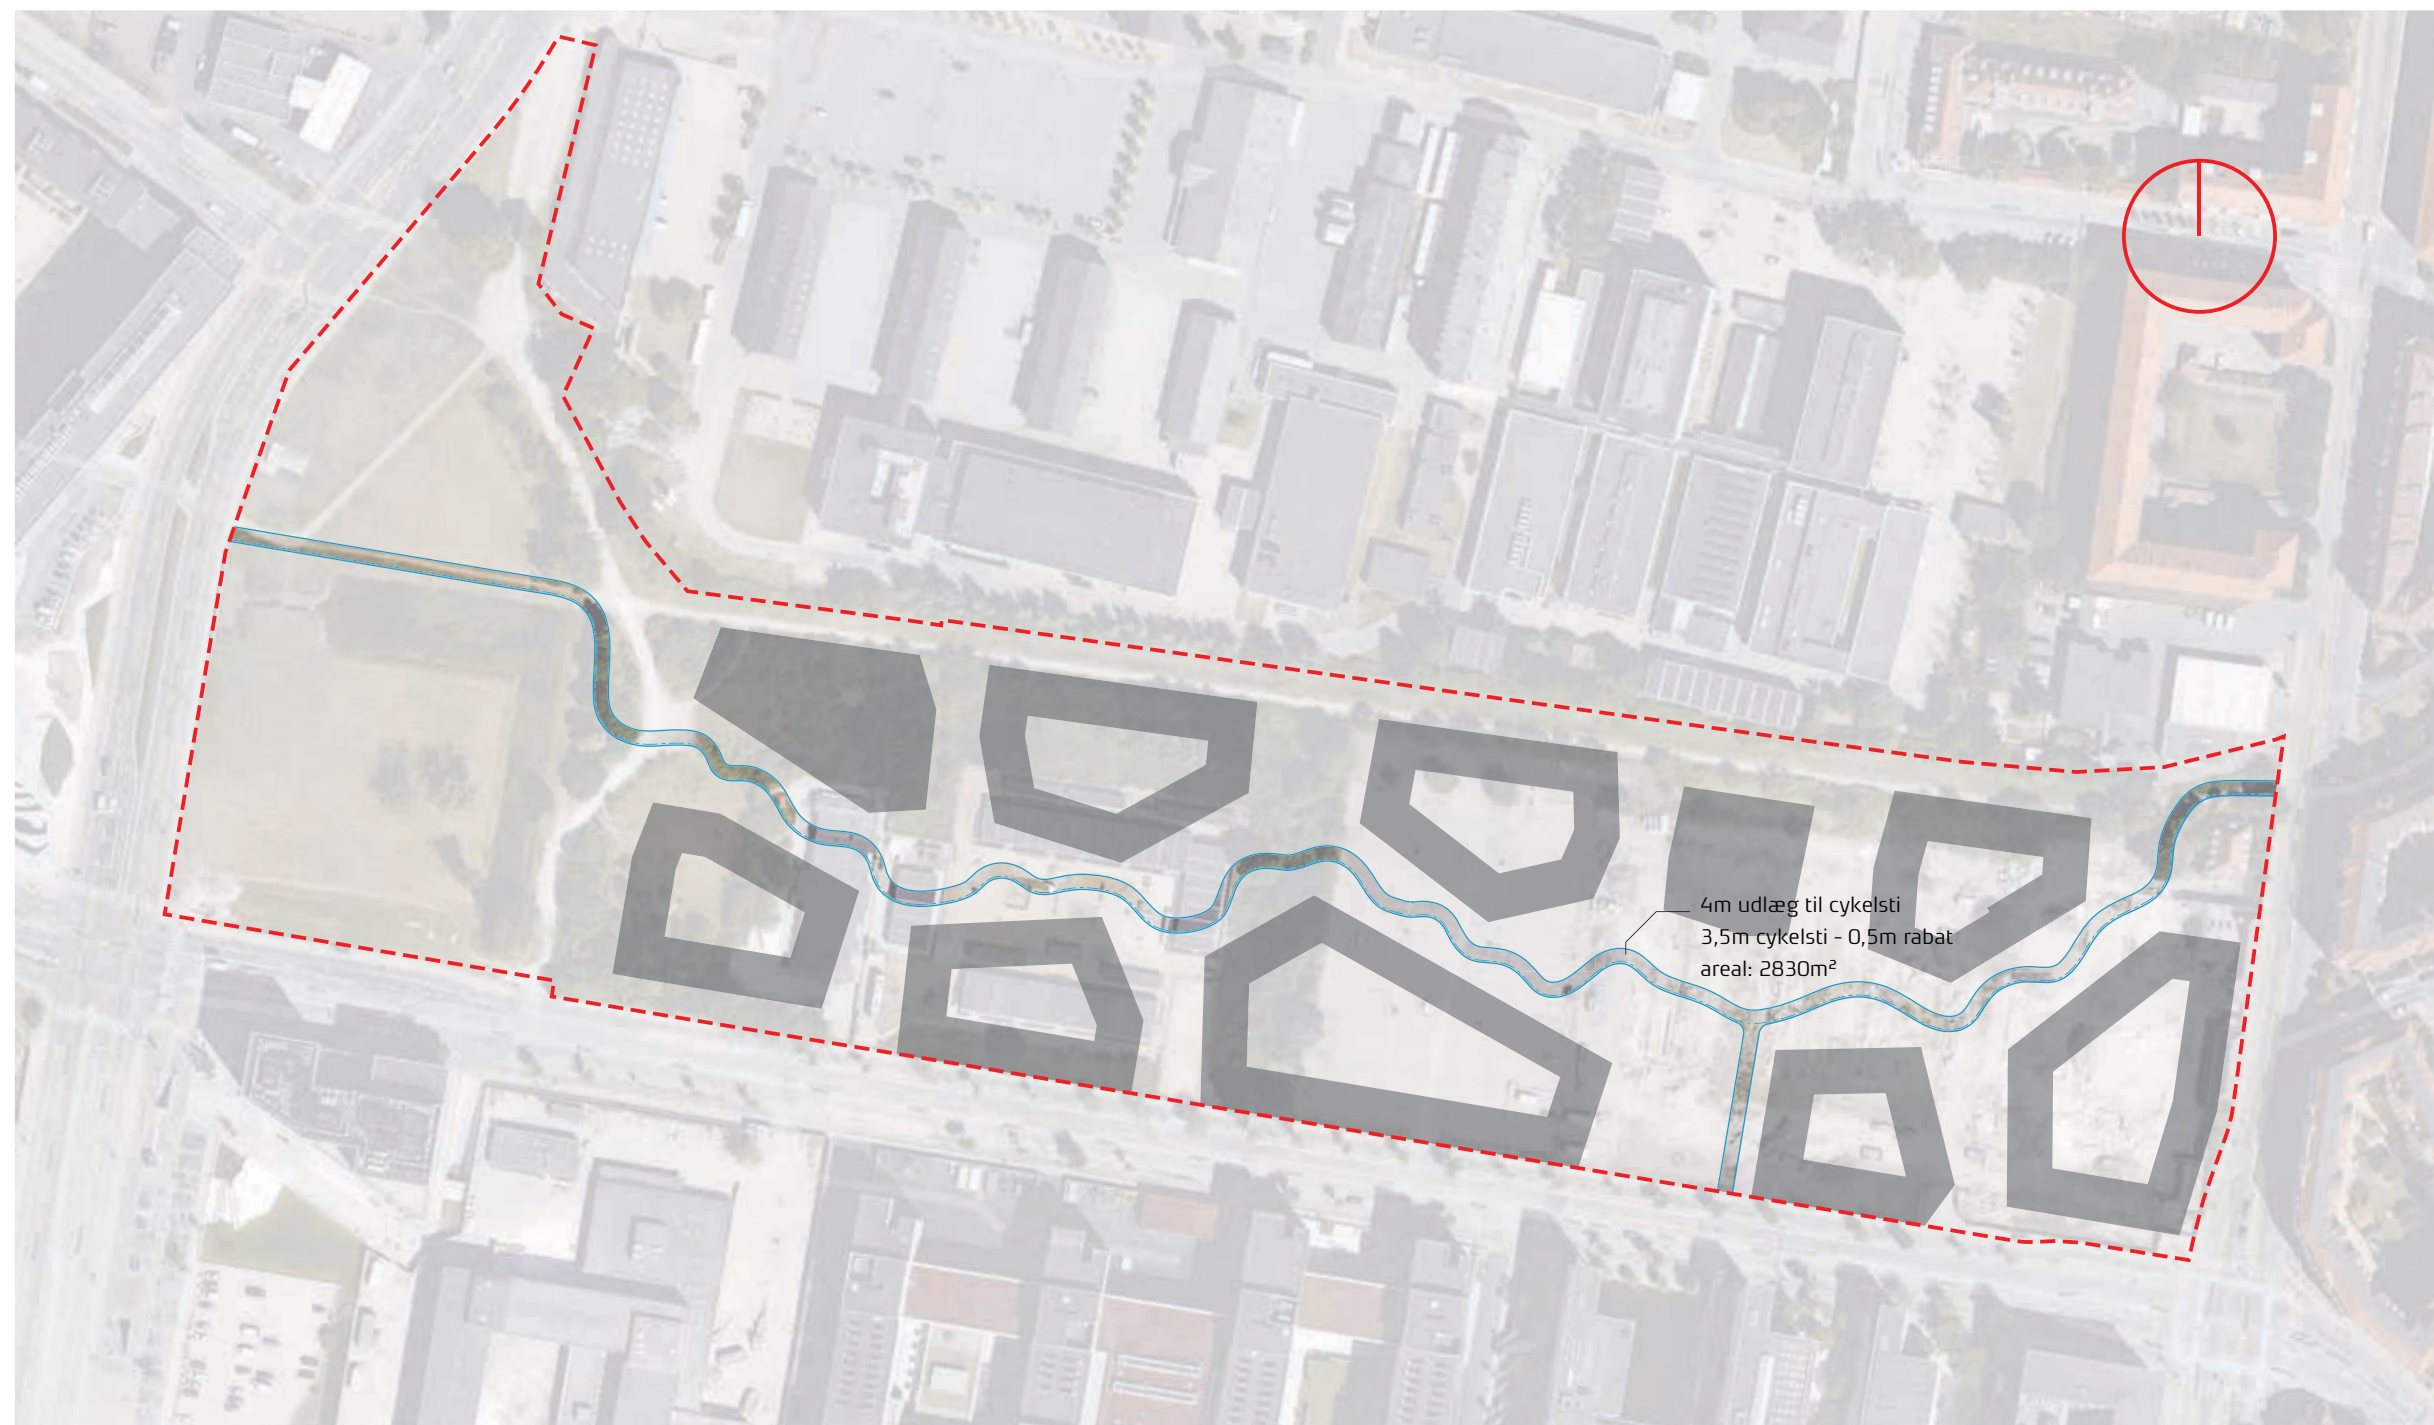 4m udlæg til cykelsti
3,5m cykelsti - 0,5m rabat
areal: 2830m²